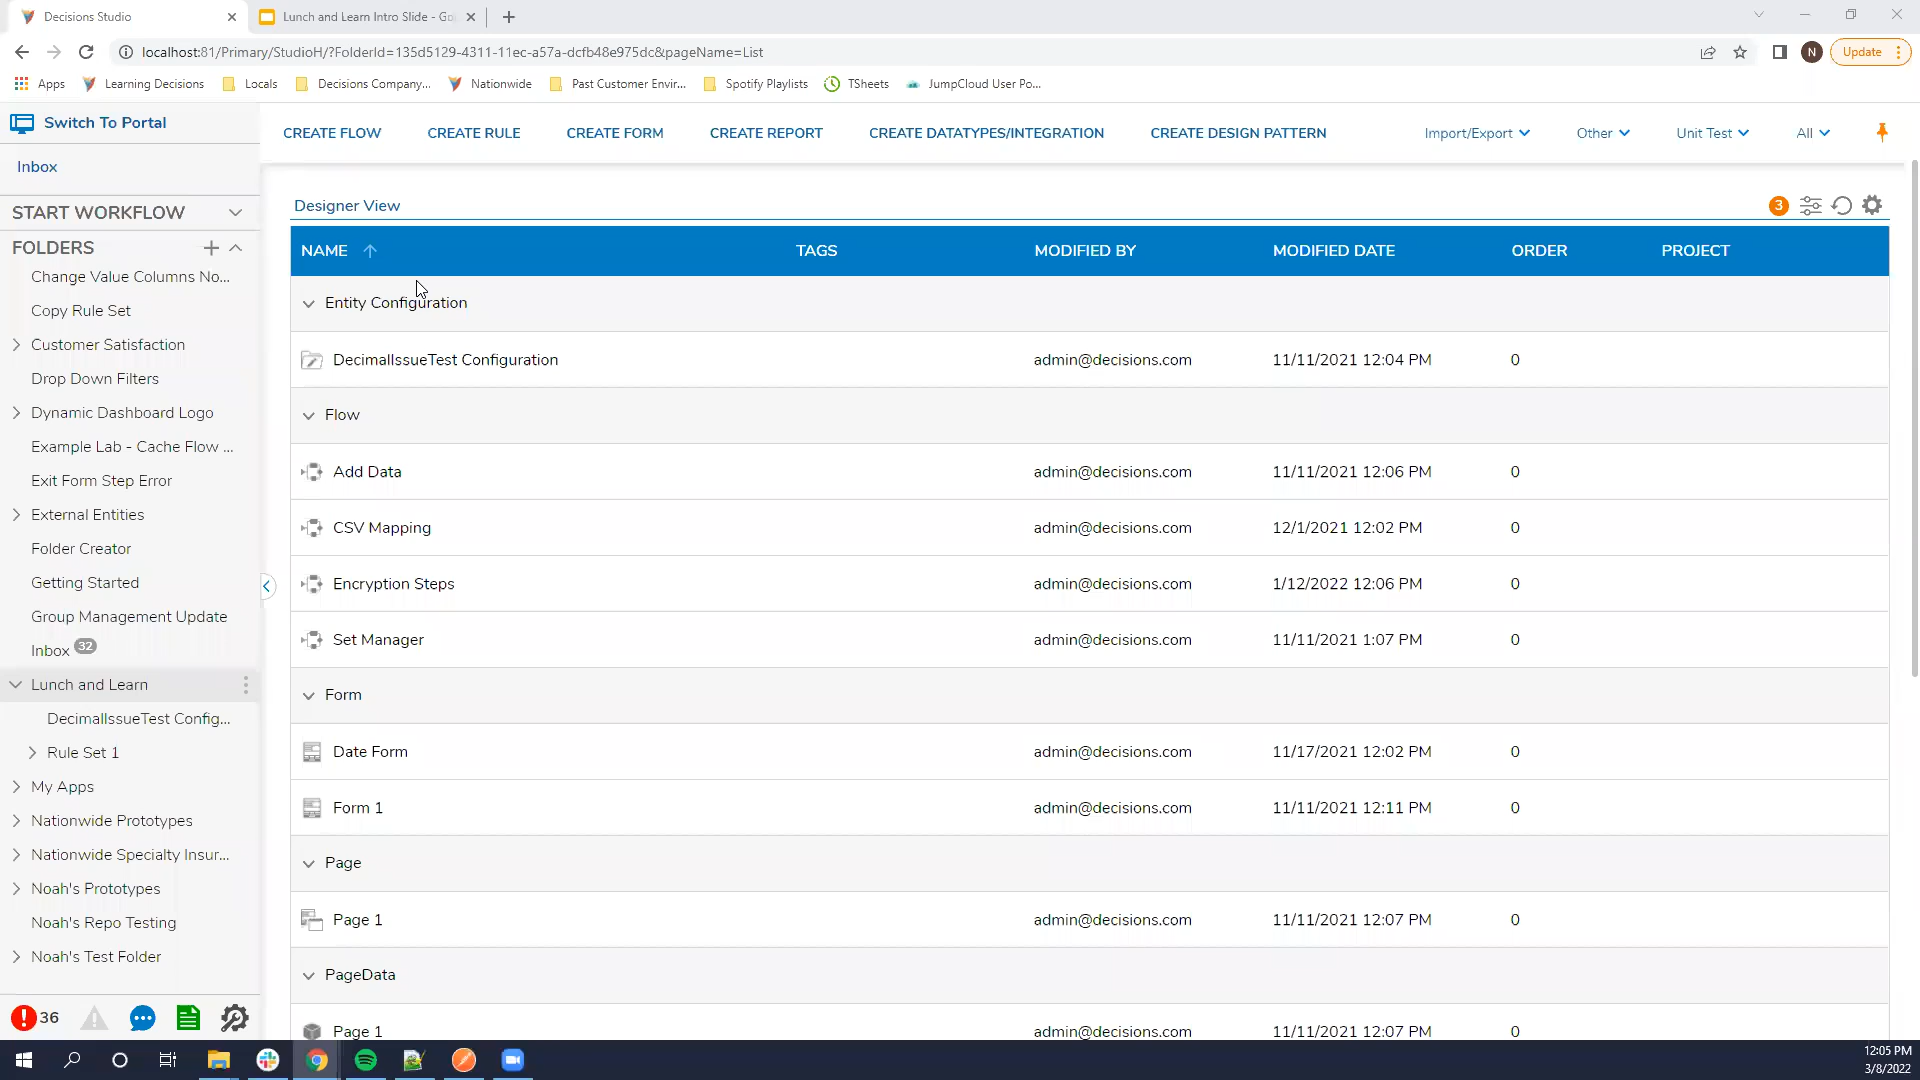 Decisions Studio
Lunch and Learn Intro Slide - Go
localhost:81/Primary/StudioH/?FolderId=135d5129-4311-11ec-a57a-dcfb48e975dc&pageName=List
N
Update
Apps
Learning Decisions
Locals
Decisions Company...
Nationwide
Past Customer Envir...
Spotify Playlists
TSheets
JumpCloud User Po...
Switch To Portal
CREATE FLOW
CREATE RULE
CREATE FORM
CREATE REPORT
CREATE DATATYPES/INTEGRATION
CREATE DESIGN PATTERN
Import/Export
Other
Unit Test
All
Inbox
START WORKFLOW
FOLDERS
Change Value Columns No...
Copy Rule Set
Customer Satisfaction
Drop Down Filters
Dynamic Dashboard Logo
Example Lab - Cache Flow ...
Exit Form Step Error
External Entities
Folder Creator
Getting Started
Group Management Update
Inbox 32
Lunch and Learn
DecimalIssueTest Config...
Rule Set 1
My Apps
Nationwide Prototypes
Nationwide Specialty Insur...
Noah's Prototypes
Noah's Repo Testing
Noah's Test Folder
36
Designer View
3
NAME TAGS MODIFIED BY MODIFIED DATE ORDER PROJECT
Entity Configuration
DecimalIssueTest Configuration admin@decisions.com 11/11/2021 12:04 PM 0
Flow
Add Data admin@decisions.com 11/11/2021 12:06 PM 0
CSV Mapping admin@decisions.com 12/1/2021 12:02 PM 0
Encryption Steps admin@decisions.com 1/12/2022 12:06 PM 0
Set Manager admin@decisions.com 11/11/2021 1:07 PM 0
Form
Date Form admin@decisions.com 11/17/2021 12:02 PM 0
Form 1 admin@decisions.com 11/11/2021 12:11 PM 0
Page
Page 1 admin@decisions.com 11/11/2021 12:07 PM 0
PageData
Page 1 admin@decisions.com 11/11/2021 12:07 PM 0
12:05 PM
3/8/2022